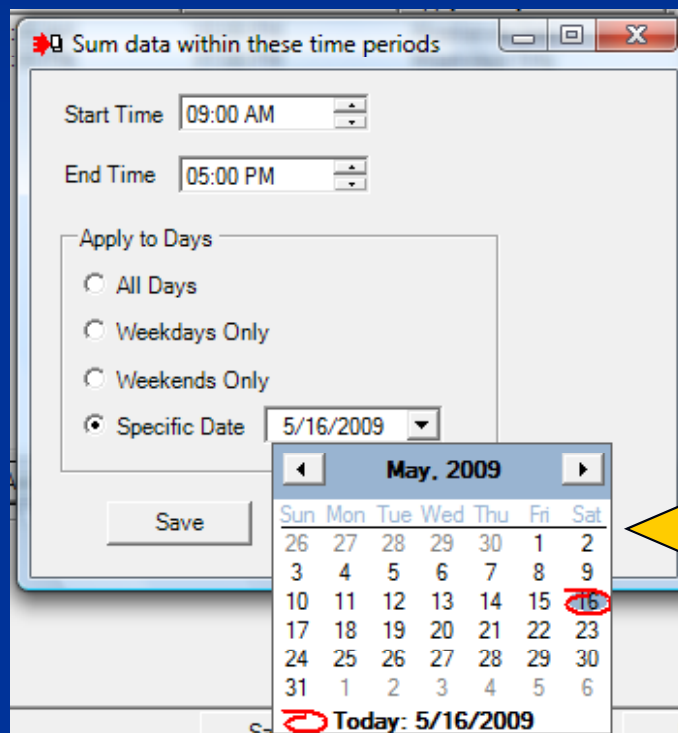 Sum data within these time periods
Start Time 09:00 AM
End Time 05:00 PM
Apply to Days
All Days
Weekdays Only
Weekends Only
Specific Date 5/16/2009
May, 2009
Save
Sun Mon Tue Wed Thu Fri Sat
26 27 28 29 30 1 2
3 4 5 6 7 8 9
10 11 12 13 14 15 16
17 18 19 20 21 22 23
24 25 26 27 28 29 30
31 1 2 3 4 5 6
Today: 5/16/2009